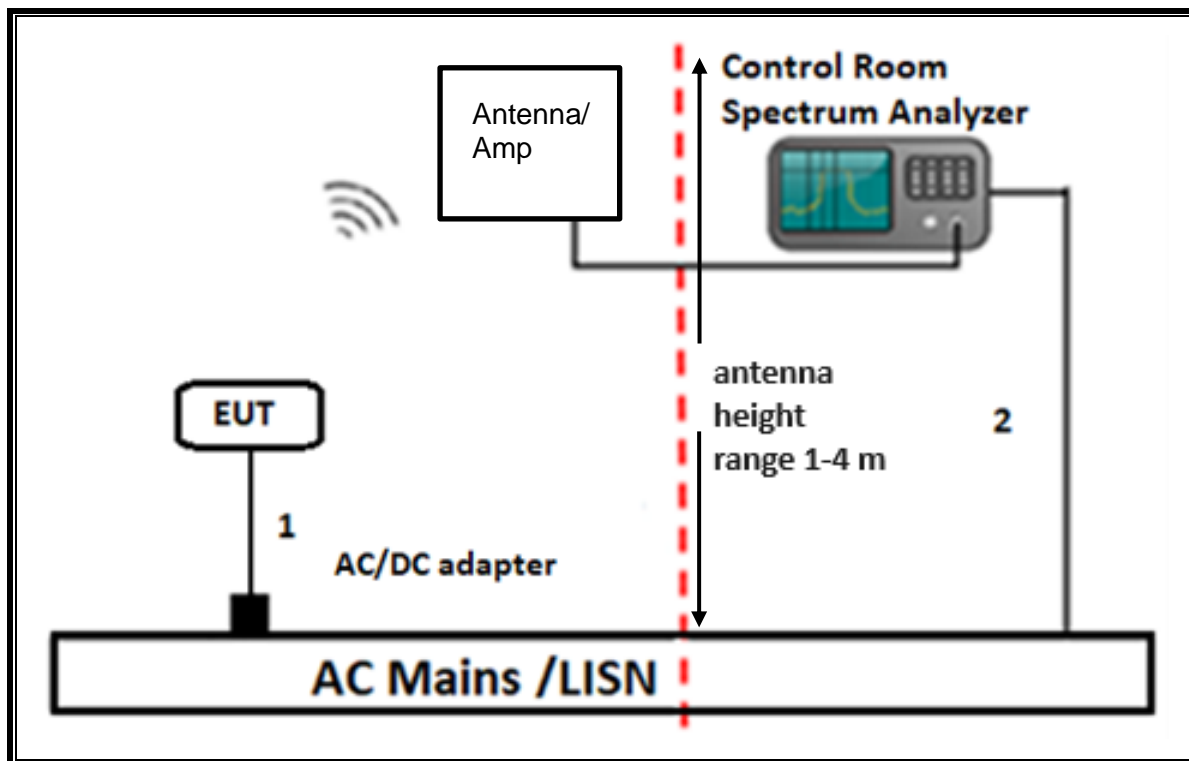 Control Room
Spectrum Analyzer
Antenna/
Amp
antenna
height
range 1-4 m
EUT
2
1
AC/DC adapter
AC Mains /LISN